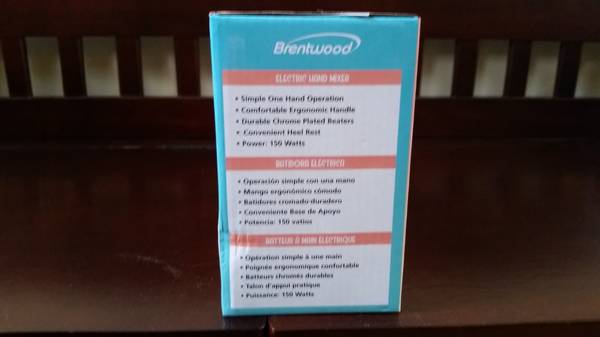 Brentwood
ELECTRIC HAND MIXER
• Simple One Hand Operation
• Comfortable Ergonomic Handle
• Durable Chrome Plated Beaters
• Convenient Heel Rest
• Power: 150 Watts
BATIDORA ELÉCTRICA
• Operación simple con una mano
• Mango ergonómico cómodo
• Batidores cromado duradero
• Conveniente Base de Apoyo
• Potencia: 150 vatios
BATTEUR À MAIN ÉLECTRIQUE
• Opération simple à une main
• Poignée ergonomique confortable
• Batteurs chromés durables
• Talon d'appui pratique
• Puissance: 150 Watts